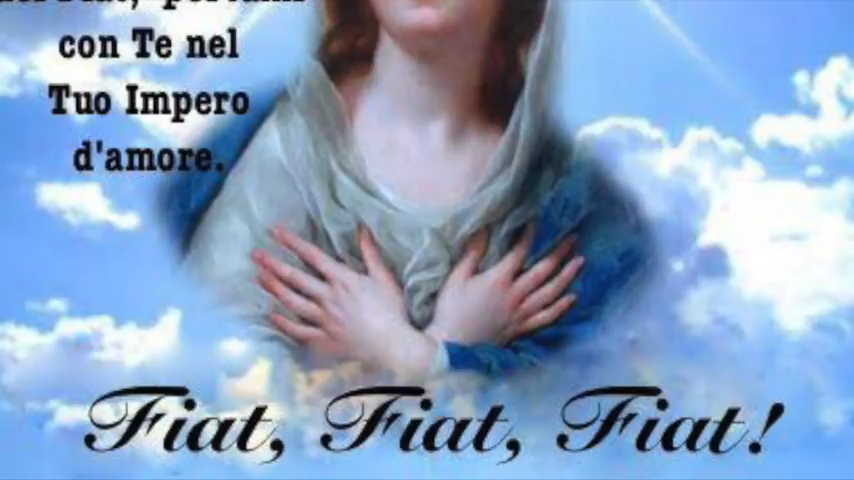 con Te nel
Tuo Impero
d'amore.
Fiat, Fiat, Fiat!